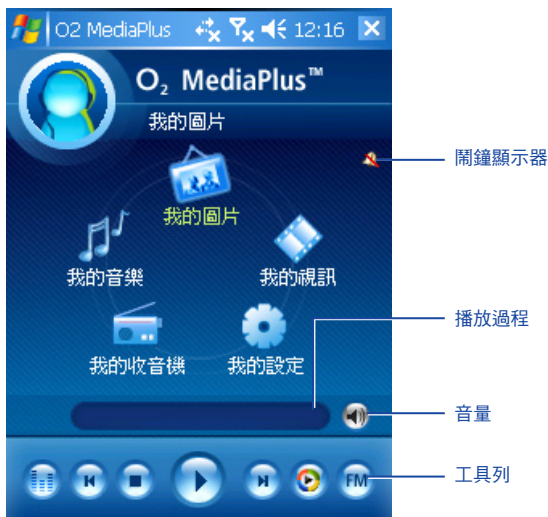 O2 MediaPlus 12:16
O2 MediaPlus™
我的圖片
鬧鐘顯示器
我的圖片
我的音樂
我的視訊
播放過程
我的收音機
我的設定
音量
FM
工具列